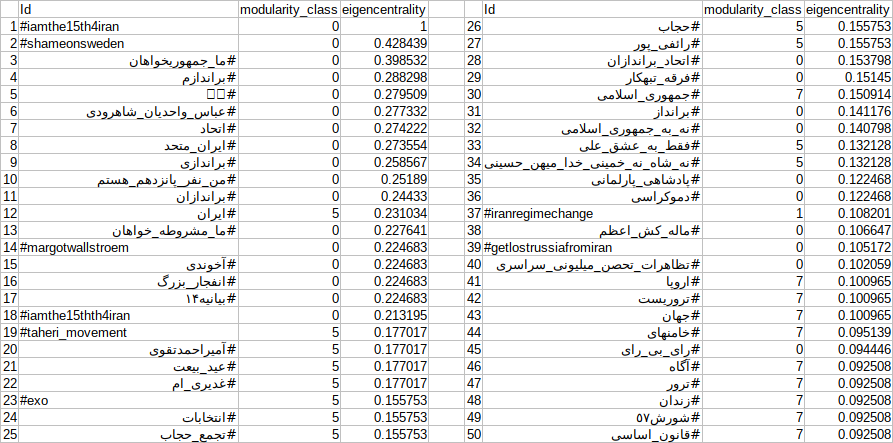 Id modularity_class eigencentrality
1 #iamthe15th4iran 0 1
2 #shameonsweden 0 0.428439
3 #ما_جمهوریخواهان 0 0.398532
4 #براندازم 0 0.288298
5 # 0 0.279509
6 #عباس_واحدیان_شاهرودی 0 0.277332
7 #اتحاد 0 0.274222
8 #ایران_متحد 0 0.273554
9 #براندازی 0 0.258567
10 #من_نفر_پانزدهم_هستم 0 0.25189
11 #براندازان 0 0.24433
12 #ایران 5 0.231034
13 #ما_مشروطه_خواهان 0 0.227641
14 #margotwallstroem 0 0.224683
15 #آخوندی 0 0.224683
16 #انفجار_بزرگ 0 0.224683
17 #بیانیه۱۴ 0 0.224683
18 #iamthe15thth4iran 0 0.213195
19 #taheri_movement 5 0.177017
20 #آمیراحمدتقوی 5 0.177017
21 #عید_بیعت 5 0.177017
22 #غدیری_ام 5 0.177017
23 #exo 5 0.155753
24 #انتخابات 5 0.155753
25 #تجمع_حجاب 5 0.155753
Id modularity_class eigencentrality
26 #حجاب 5 0.155753
27 #رائفی_پور 5 0.155753
28 #اتحاد_براندازان 0 0.153798
29 #فرقه_تبهکار 0 0.15145
30 #جمهوری_اسلامی 7 0.150914
31 #برانداز 0 0.141176
32 #نه_به_جمهوری_اسلامی 0 0.140798
33 #فقط_به_عشق_علی 5 0.132128
34 #نه_شاه_نه_خمینی_خدا_میهن_حسینی 5 0.132128
35 #پادشاهی_پارلمانی 0 0.122468
36 #دموکراسی 0 0.122468
37 #iranregimechange 1 0.108201
38 #ماله_کش_اعظم 0 0.106647
39 #getlostrussiafromiran 0 0.105172
40 #تظاهرات_تحصن_میلیونی_سراسری 0 0.102059
41 #اروپا 7 0.100965
42 #تروریست 7 0.100965
43 #جهان 7 0.100965
44 #خامنهای 7 0.095139
45 #رای_بی_رای 0 0.094446
46 #آگاه 7 0.092508
47 #ترور 7 0.092508
48 #زندان 7 0.092508
49 #شورش۵۷ 7 0.092508
50 #قانون_اساسی 7 0.092508